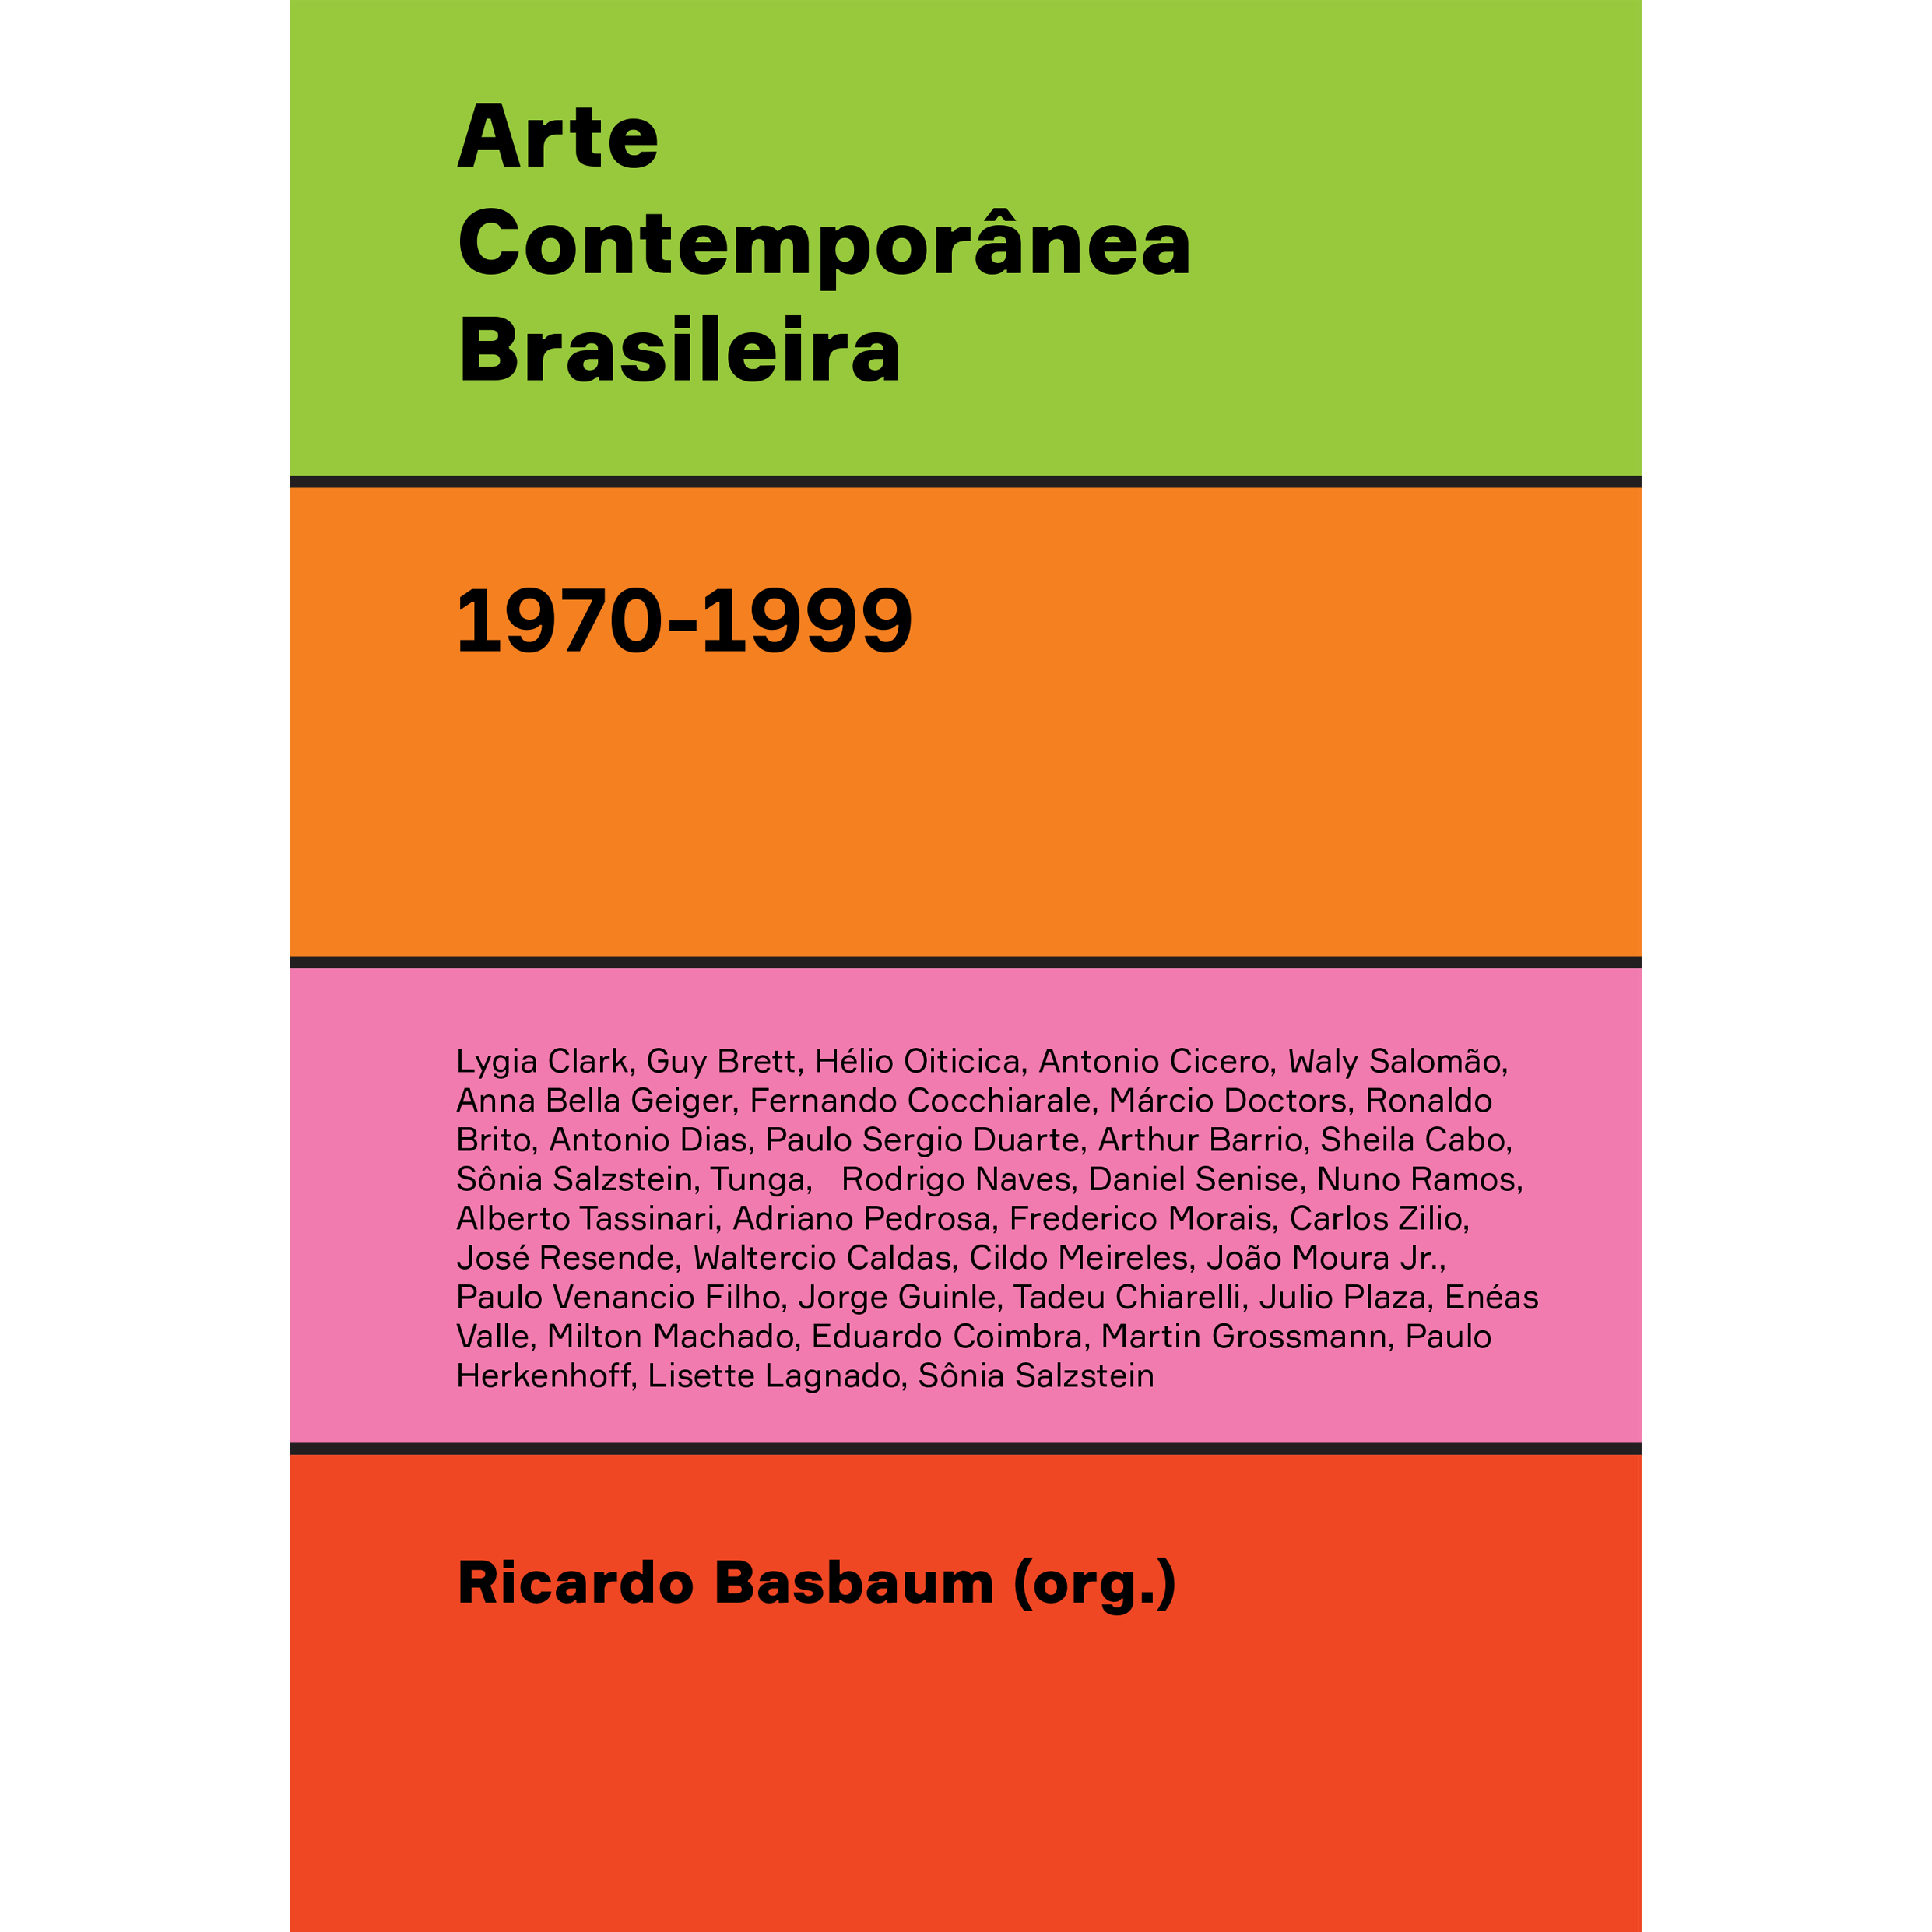 Arte
Contemporânea
Brasileira
1970-1999
Lygia Clark, Guy Brett, Hélio Oiticica, Antonio Cicero, Waly Salomão,
Anna Bella Geiger, Fernando Cocchiarale, Márcio Doctors, Ronaldo
Brito, Antonio Dias, Paulo Sergio Duarte, Arthur Barrio, Sheila Cabo,
Sônia Salzstein, Tunga, Rodrigo Naves, Daniel Senise, Nuno Ramos,
Alberto Tassinari, Adriano Pedrosa, Frederico Morais, Carlos Zilio,
José Resende, Waltercio Caldas, Cildo Meireles, João Moura Jr.,
Paulo Venancio Filho, Jorge Guinle, Tadeu Chiarelli, Julio Plaza, Enéas
Valle, Milton Machado, Eduardo Coimbra, Martin Grossmann, Paulo
Herkenhoff, Lisette Lagnado, Sônia Salzstein
Ricardo Basbaum (org.)